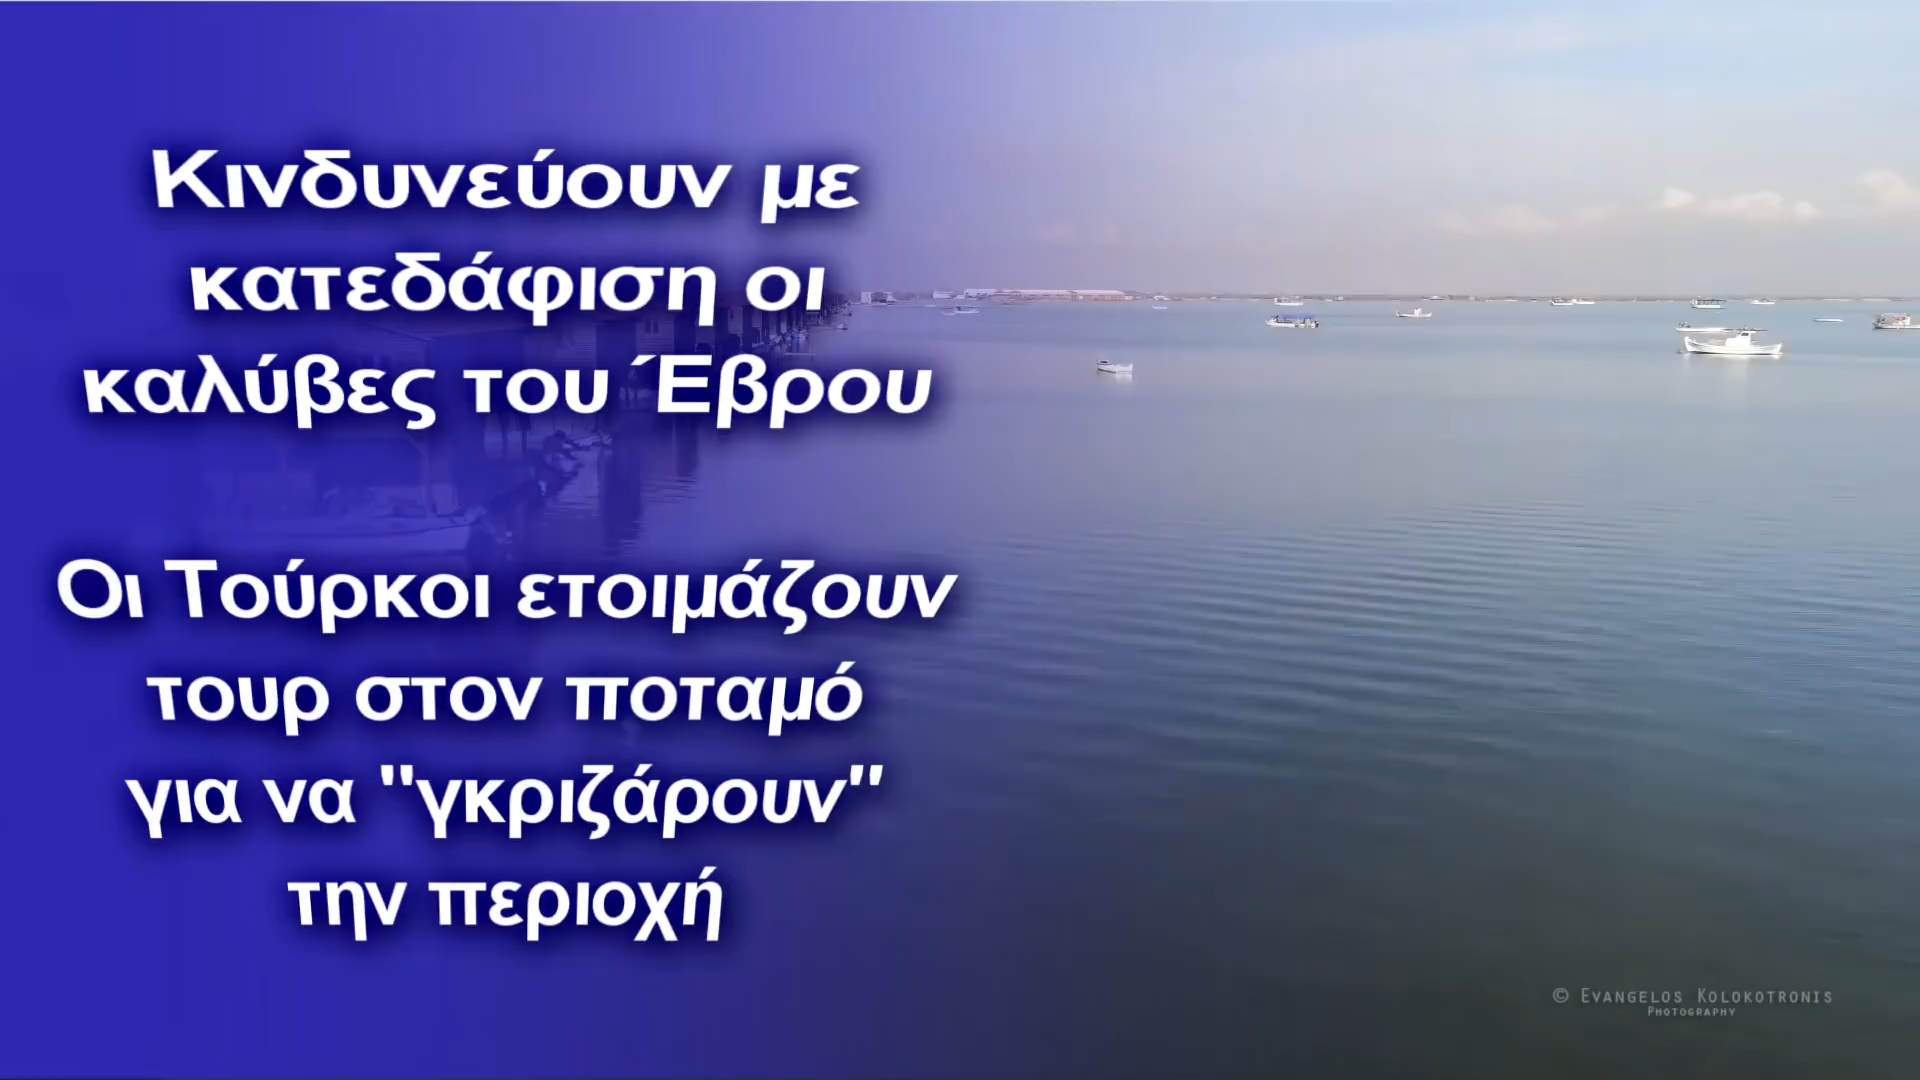 Κινδυνεύουν με
κατεδάφιση οι
καλύβες του Έβρου
Οι Τούρκοι ετοιμάζουν
τουρ στον ποταμό
για να "γκριζάρουν"
την περιοχή
© Evangelos Kolokotronis
Photography